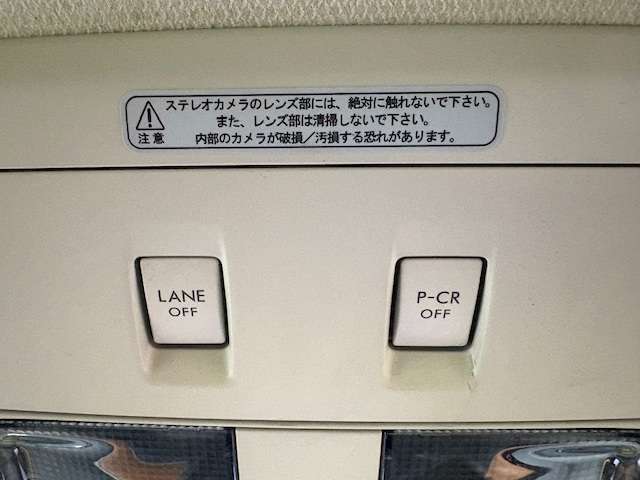 ステレオカメラのレンズ部には、絶対に触れないで下さい。
また、レンズ部は清掃しないで下さい。
内部のカメラが破損／汚損する恐れがあります。
注意
LANE
OFF
P-CR
OFF